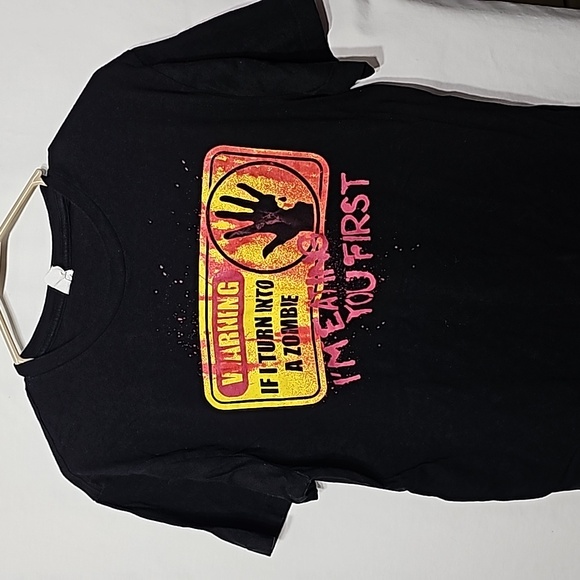 WARNING
IF I TURN INTO
A ZOMBIE
I'M EATING
YOU FIRST